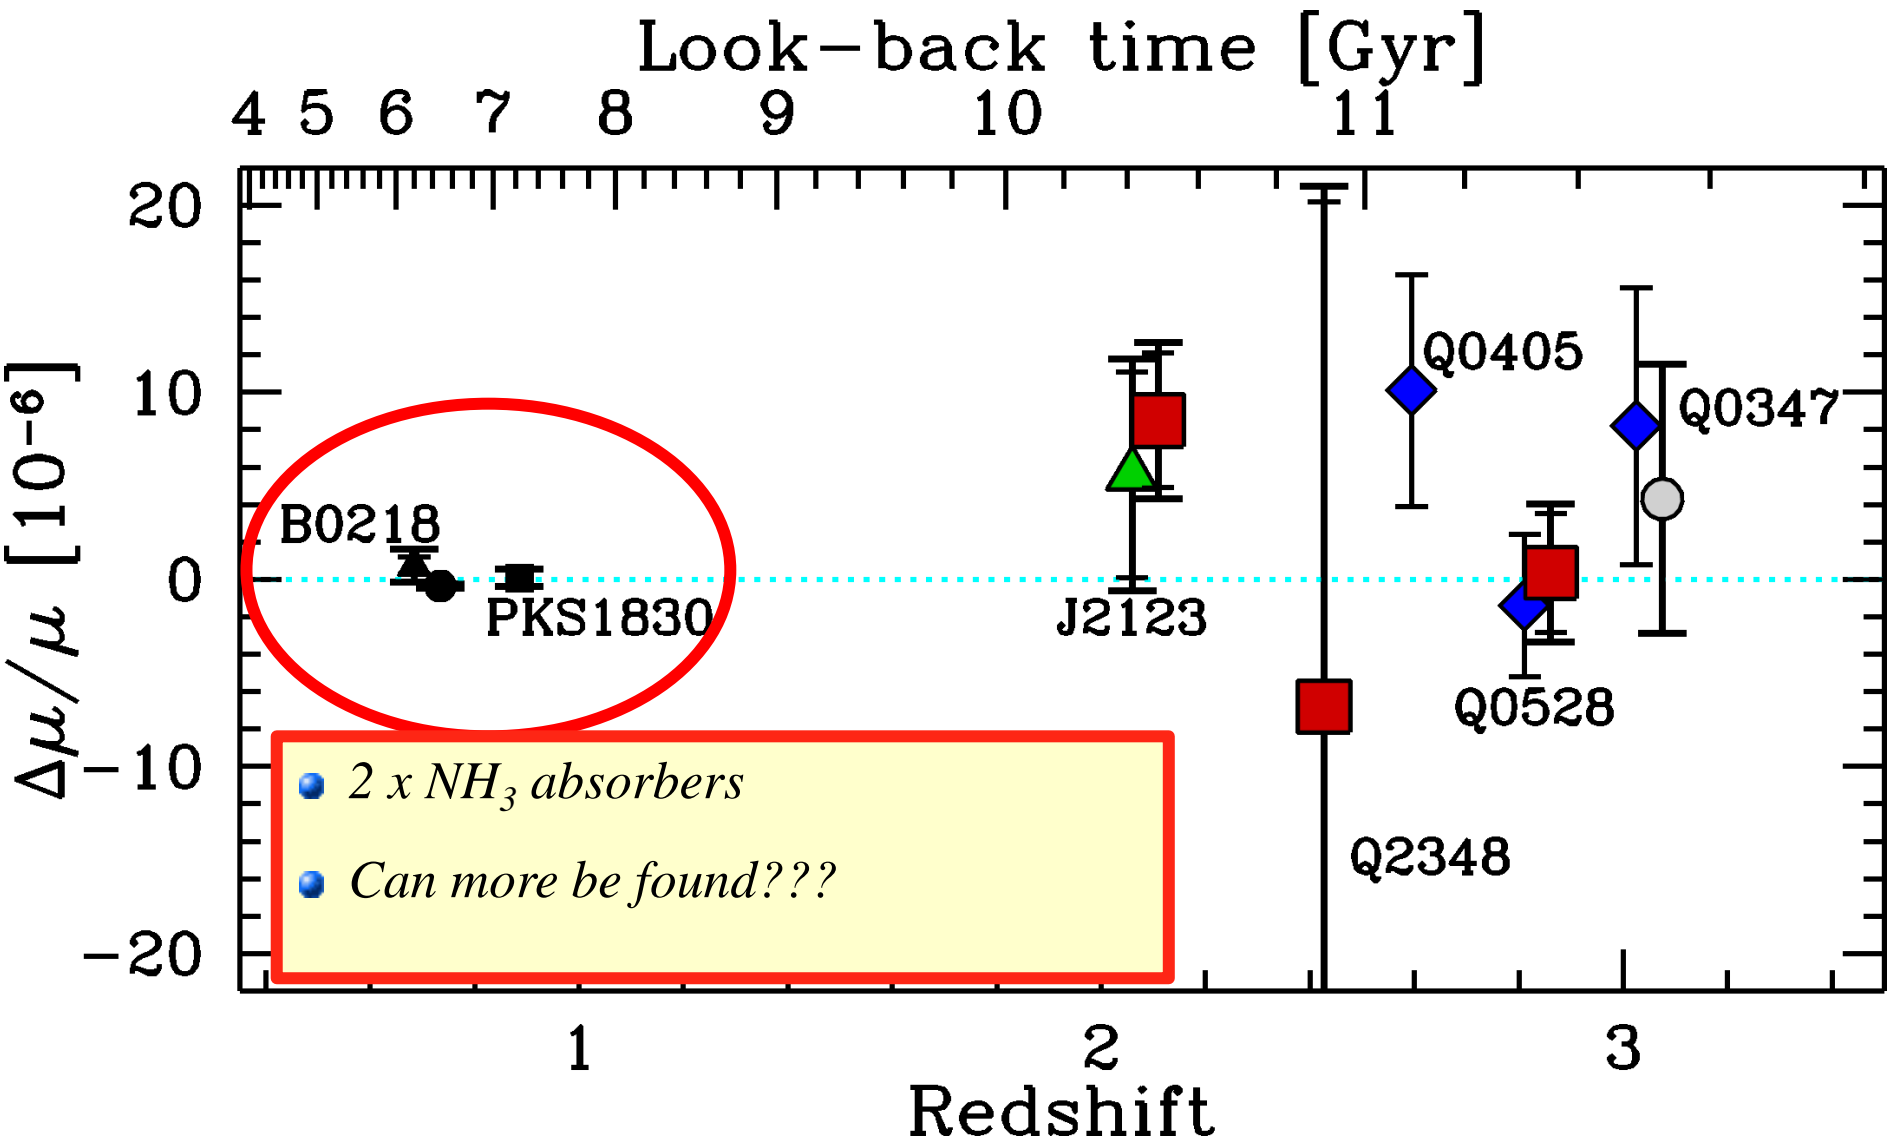 Look-back time [Gyr]
4 5 6 7 8 9 10 11
Δμ/μ [10⁻⁶]
20
10
0
-10
-20
B0218
PKS1830
J2123
Q2348
Q0405
Q0528
Q0347
2 x NH₃ absorbers
Can more be found???
1 2 3
Redshift